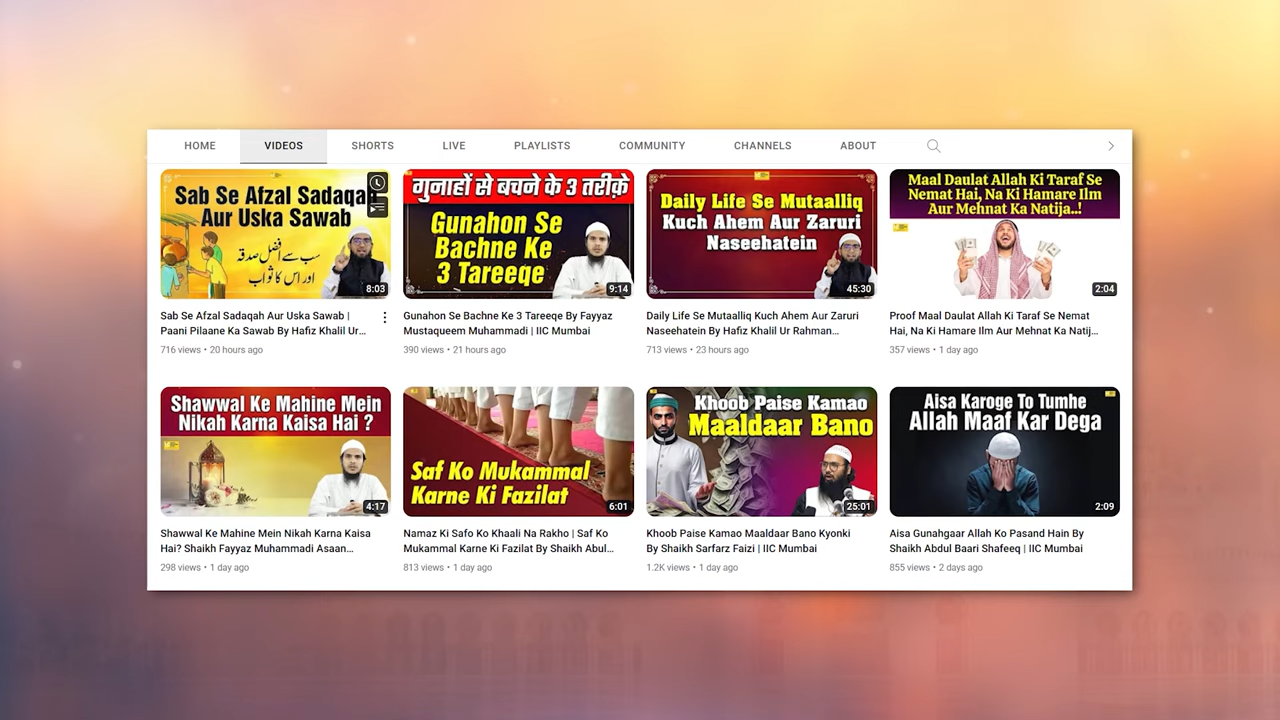 HOME VIDEOS SHORTS LIVE PLAYLISTS COMMUNITY CHANNELS ABOUT
Sab Se Afzal Sadaqah
Aur Uska Sawab
سب سے افضل صدقہ
اور اس کا ثواب
8:03
गुनाहों से बचने के 3 तरीक़े
Gunahon Se
Bachne Ke
3 Tareeqe
9:14
Daily Life Se Mutaalliq
Kuch Ahem Aur Zaruri
Naseehatein
45:30
Maal Daulat Allah Ki Taraf Se
Nemat Hai, Na Ki Hamare Ilm
Aur Mehnat Ka Natija..!
2:04
Sab Se Afzal Sadaqah Aur Uska Sawab |
Paani Pilaane Ka Sawab By Hafiz Khalil Ur...
716 views • 20 hours ago
Gunahon Se Bachne Ke 3 Tareeqe By Fayyaz
Mustaqueem Muhammadi | IIC Mumbai
390 views • 21 hours ago
Daily Life Se Mutaalliq Kuch Ahem Aur Zaruri
Naseehatein By Hafiz Khalil Ur Rahman...
713 views • 23 hours ago
Proof Maal Daulat Allah Ki Taraf Se Nemat
Hai, Na Ki Hamare Ilm Aur Mehnat Ka Natij...
357 views • 1 day ago
Shawwal Ke Mahine Mein
Nikah Karna Kaisa Hai ?
4:17
Saf Ko Mukammal
Karne Ki Fazilat
6:01
Khoob Paise Kamao
Maaldaar Bano
25:01
Aisa Karoge To Tumhe
Allah Maaf Kar Dega
2:09
Shawwal Ke Mahine Mein Nikah Karna Kaisa
Hai? Shaikh Fayyaz Muhammadi Asaan...
298 views • 1 day ago
Namaz Ki Safo Ko Khaali Na Rakho | Saf Ko
Mukammal Karne Ki Fazilat By Shaikh Abul...
813 views • 1 day ago
Khoob Paise Kamao Maaldaar Bano Kyonki
By Shaikh Sarfarz Faizi | IIC Mumbai
1.2K views • 1 day ago
Aisa Gunahgaar Allah Ko Pasand Hain By
Shaikh Abdul Baari Shafeeq | IIC Mumbai
855 views • 2 days ago